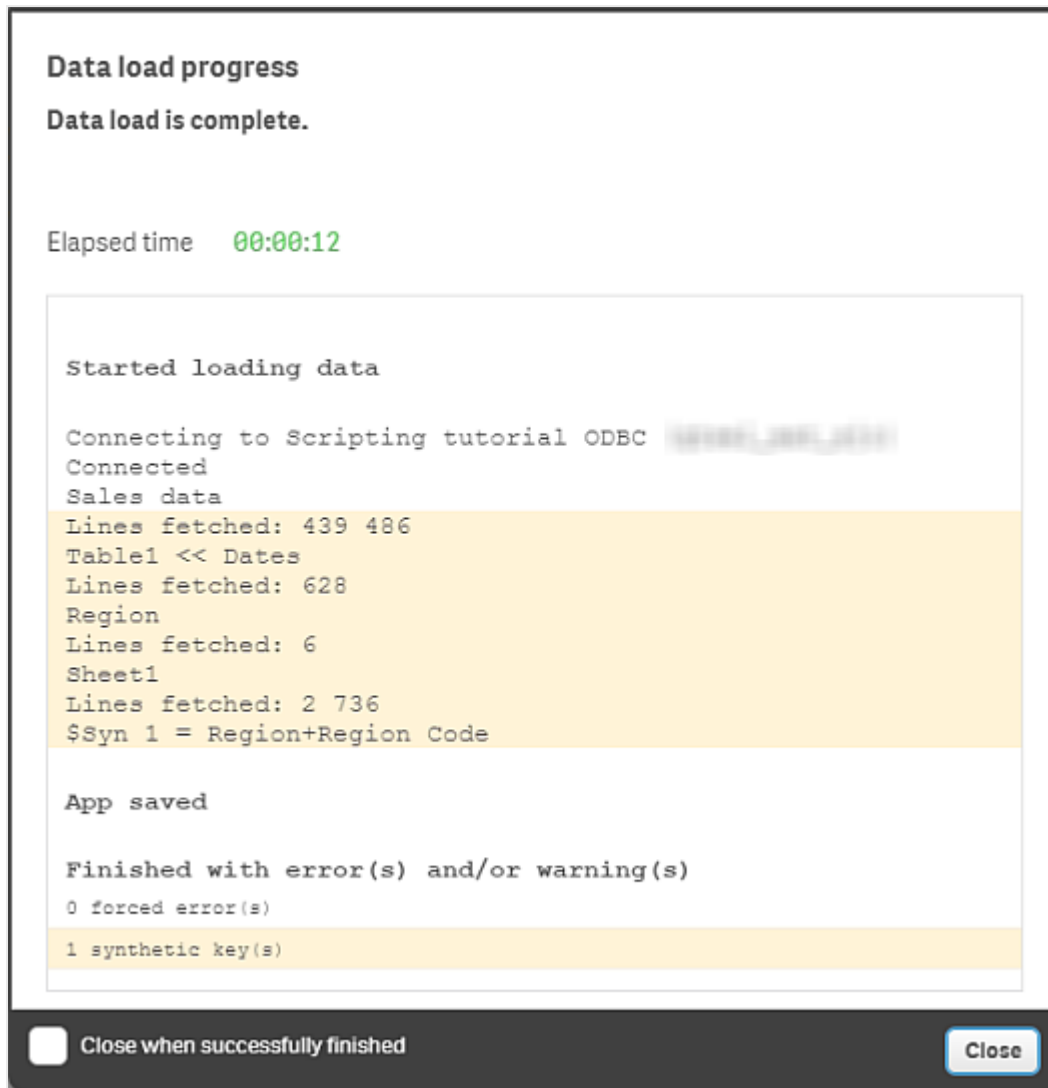 Data load progress
Data load is complete.
Elapsed time 00:00:12
Started loading data
Connecting to Scripting tutorial ODBC
Connected
Sales data
Lines fetched: 439 486
Table1 << Dates
Lines fetched: 628
Region
Lines fetched: 6
Sheet1
Lines fetched: 2 736
$Syn 1 = Region+Region Code
App saved
Finished with error(s) and/or warning(s)
0 forced error(s)
1 synthetic key(s)
Close when successfully finished
Close